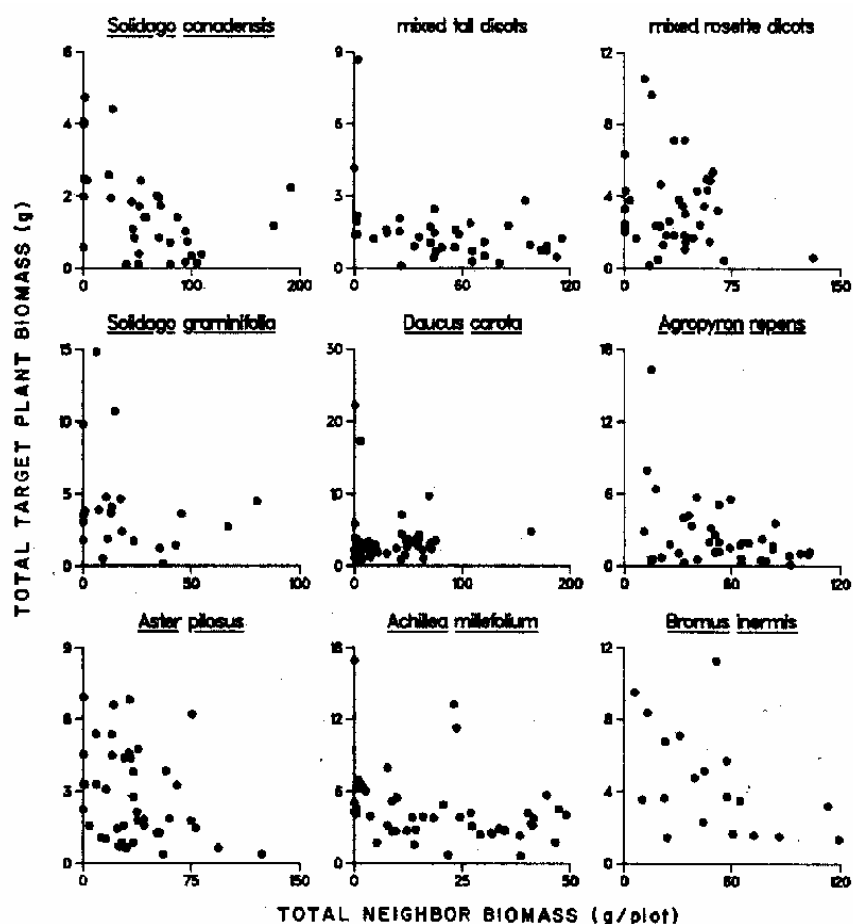 Solidago canadensis mixed tall dicots mixed rosette dicots
6 9 12
4 6 8
2 3 4
0 0 0
0 100 200 0 60 120 0 75 150
Solidago graminifolia Daucus carota Agropyron repens
15 30 18
10 20 12
5 10 6
0 0 0
0 50 100 0 100 200 0 60 120
Aster pilosus Achillea millefolium Bromus inermis
9 18 12
6 12 8
3 6 4
0 0 0
0 75 150 0 25 50 0 60 120
TOTAL TARGET PLANT BIOMASS (g)
TOTAL NEIGHBOR BIOMASS (g/plot)